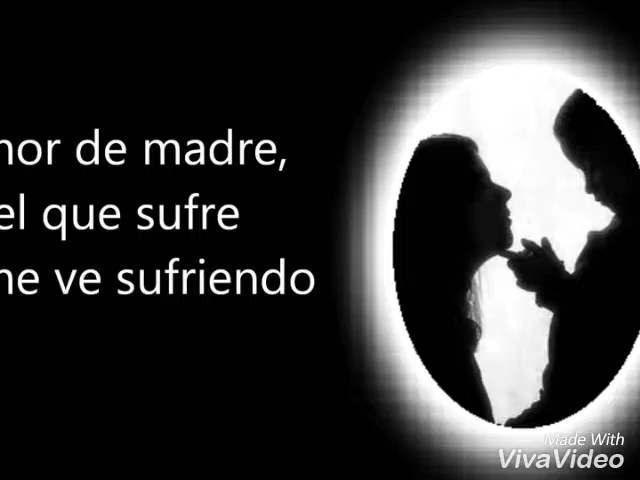 nor de madre,
el que sufre
ne ve sufriendo
Made With
VivaVideo